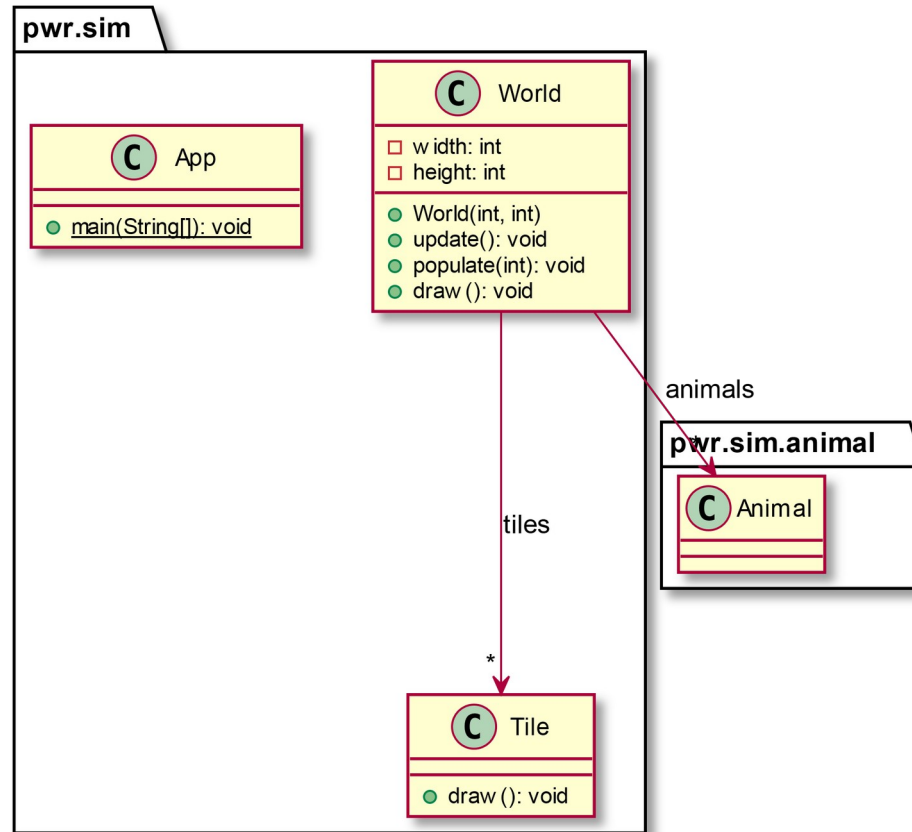 pwr.sim
C World
width: int
height: int
World(int, int)
update(): void
populate(int): void
draw(): void
C App
main(String[]): void
animals
pwr.sim.animal
C Animal
tiles
*
C Tile
draw(): void